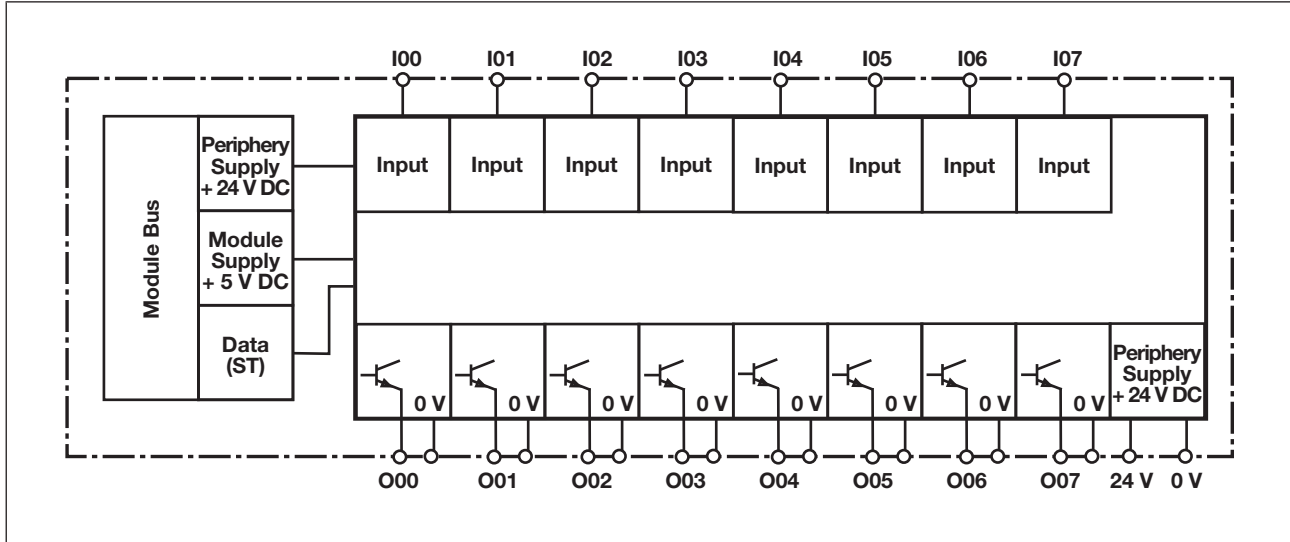 I00 I01 I02 I03 I04 I05 I06 I07
Module Bus
Periphery
Supply
+ 24 V DC
Module
Supply
+ 5 V DC
Data
(ST)
Input Input Input Input Input Input Input Input
0 V 0 V 0 V 0 V 0 V 0 V 0 V 0 V
Periphery
Supply
+ 24 V DC
O00 O01 O02 O03 O04 O05 O06 O07 24 V 0 V